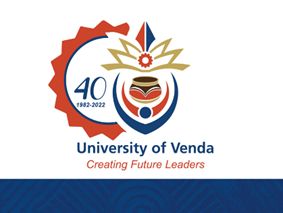 40
1982-2022
University of Venda
Creating Future Leaders